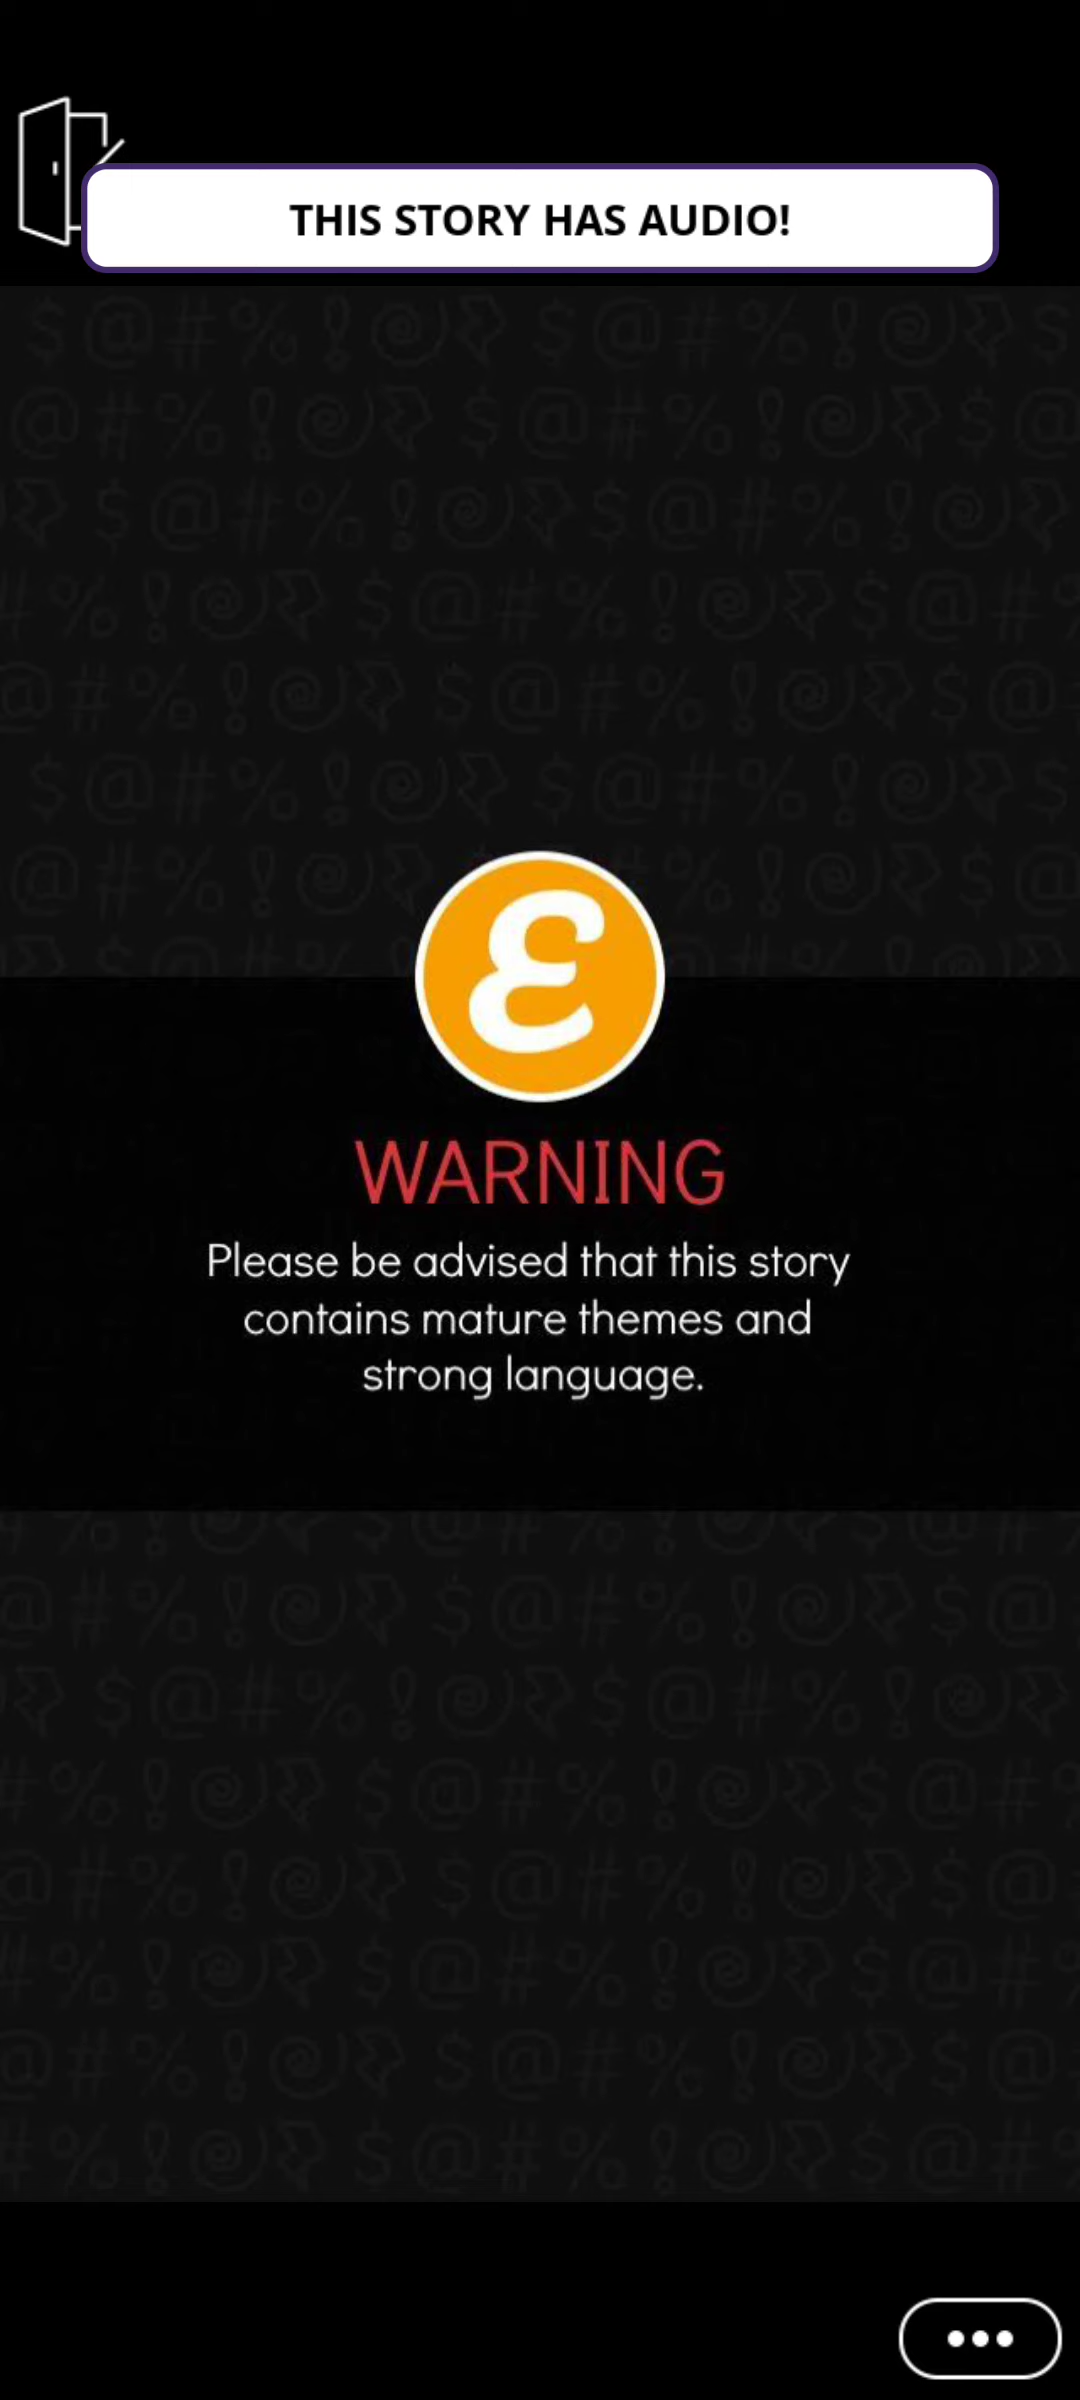 THIS STORY HAS AUDIO!
WARNING
Please be advised that this story
contains mature themes and
strong language.